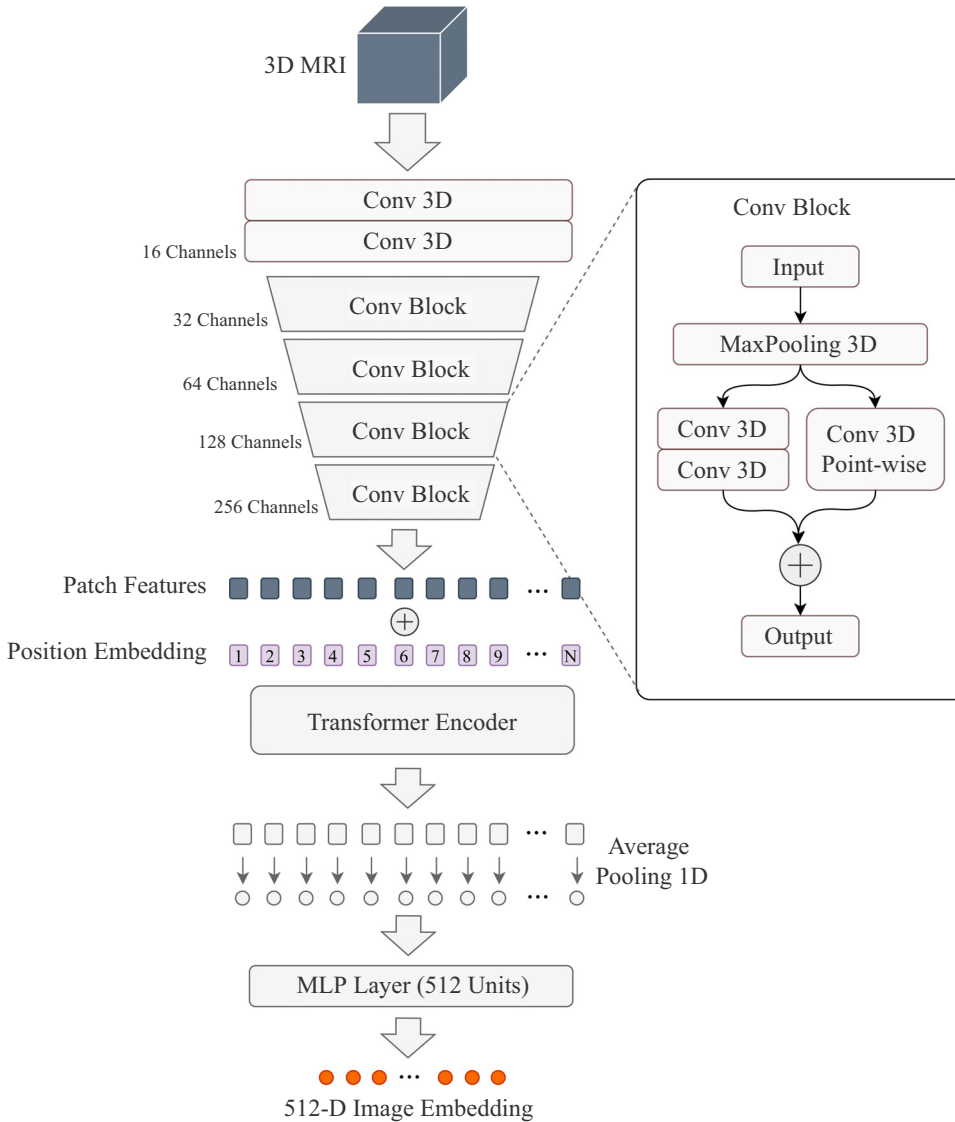 3D MRI
Conv 3D
Conv 3D
16 Channels
Conv Block
32 Channels
Conv Block
64 Channels
Conv Block
128 Channels
Conv Block
256 Channels
Patch Features
...
+
Position Embedding
1 2 3 4 5 6 7 8 9 ... N
Transformer Encoder
...
Average
Pooling 1D
...
MLP Layer (512 Units)
...
512-D Image Embedding
Conv Block
Input
MaxPooling 3D
Conv 3D
Conv 3D
Conv 3D
Point-wise
+
Output